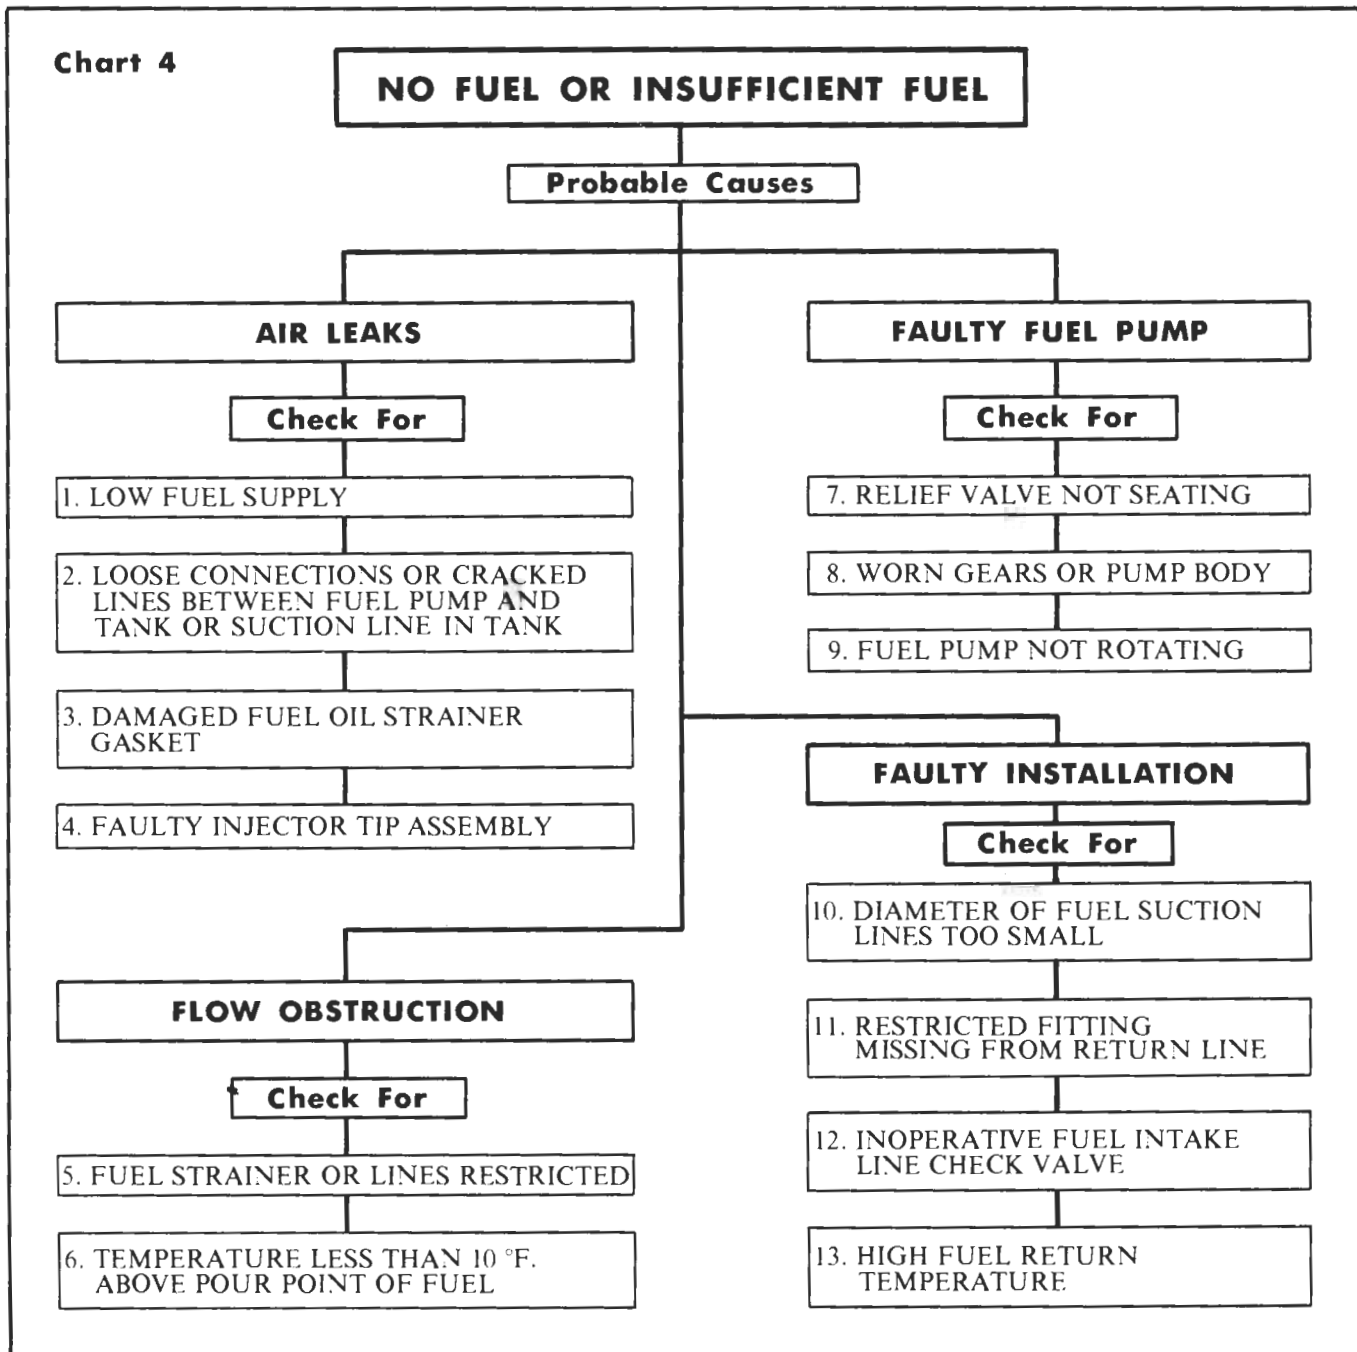 Chart 4
NO FUEL OR INSUFFICIENT FUEL
Probable Causes
AIR LEAKS
Check For
1. LOW FUEL SUPPLY
2. LOOSE CONNECTIONS OR CRACKED
LINES BETWEEN FUEL PUMP AND
TANK OR SUCTION LINE IN TANK
3. DAMAGED FUEL OIL STRAINER
GASKET
4. FAULTY INJECTOR TIP ASSEMBLY
FLOW OBSTRUCTION
Check For
5. FUEL STRAINER OR LINES RESTRICTED
6. TEMPERATURE LESS THAN 10 °F.
ABOVE POUR POINT OF FUEL
FAULTY FUEL PUMP
Check For
7. RELIEF VALVE NOT SEATING
8. WORN GEARS OR PUMP BODY
9. FUEL PUMP NOT ROTATING
FAULTY INSTALLATION
Check For
10. DIAMETER OF FUEL SUCTION
LINES TOO SMALL
11. RESTRICTED FITTING
MISSING FROM RETURN LINE
12. INOPERATIVE FUEL INTAKE
LINE CHECK VALVE
13. HIGH FUEL RETURN
TEMPERATURE